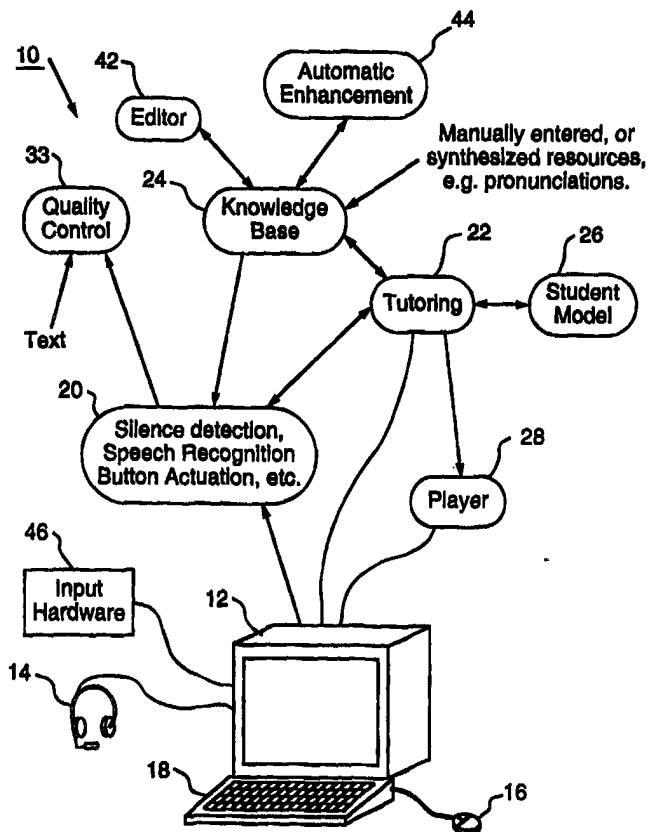 10
42
44
Automatic
Enhancement
Editor
33
24
Manually entered, or
synthesized resources,
e.g. pronunciations.
Quality
Control
Knowledge
Base
22
26
Tutoring
Student
Model
Text
20
Silence detection,
Speech Recognition
Button Actuation, etc.
28
Player
46
Input
Hardware
12
14
18
16